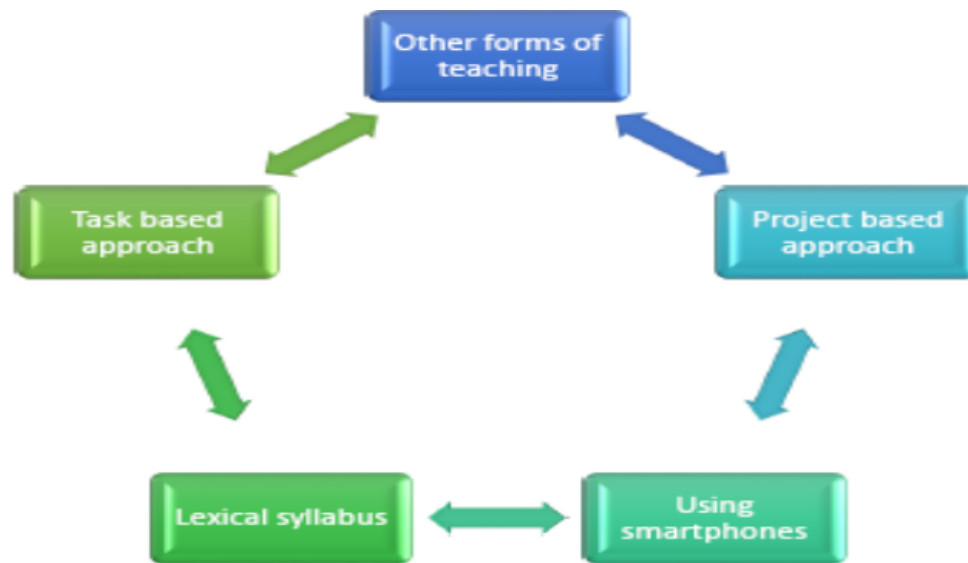 Other forms of
teaching
Task based
approach
Project based
approach
Lexical syllabus
Using
smartphones